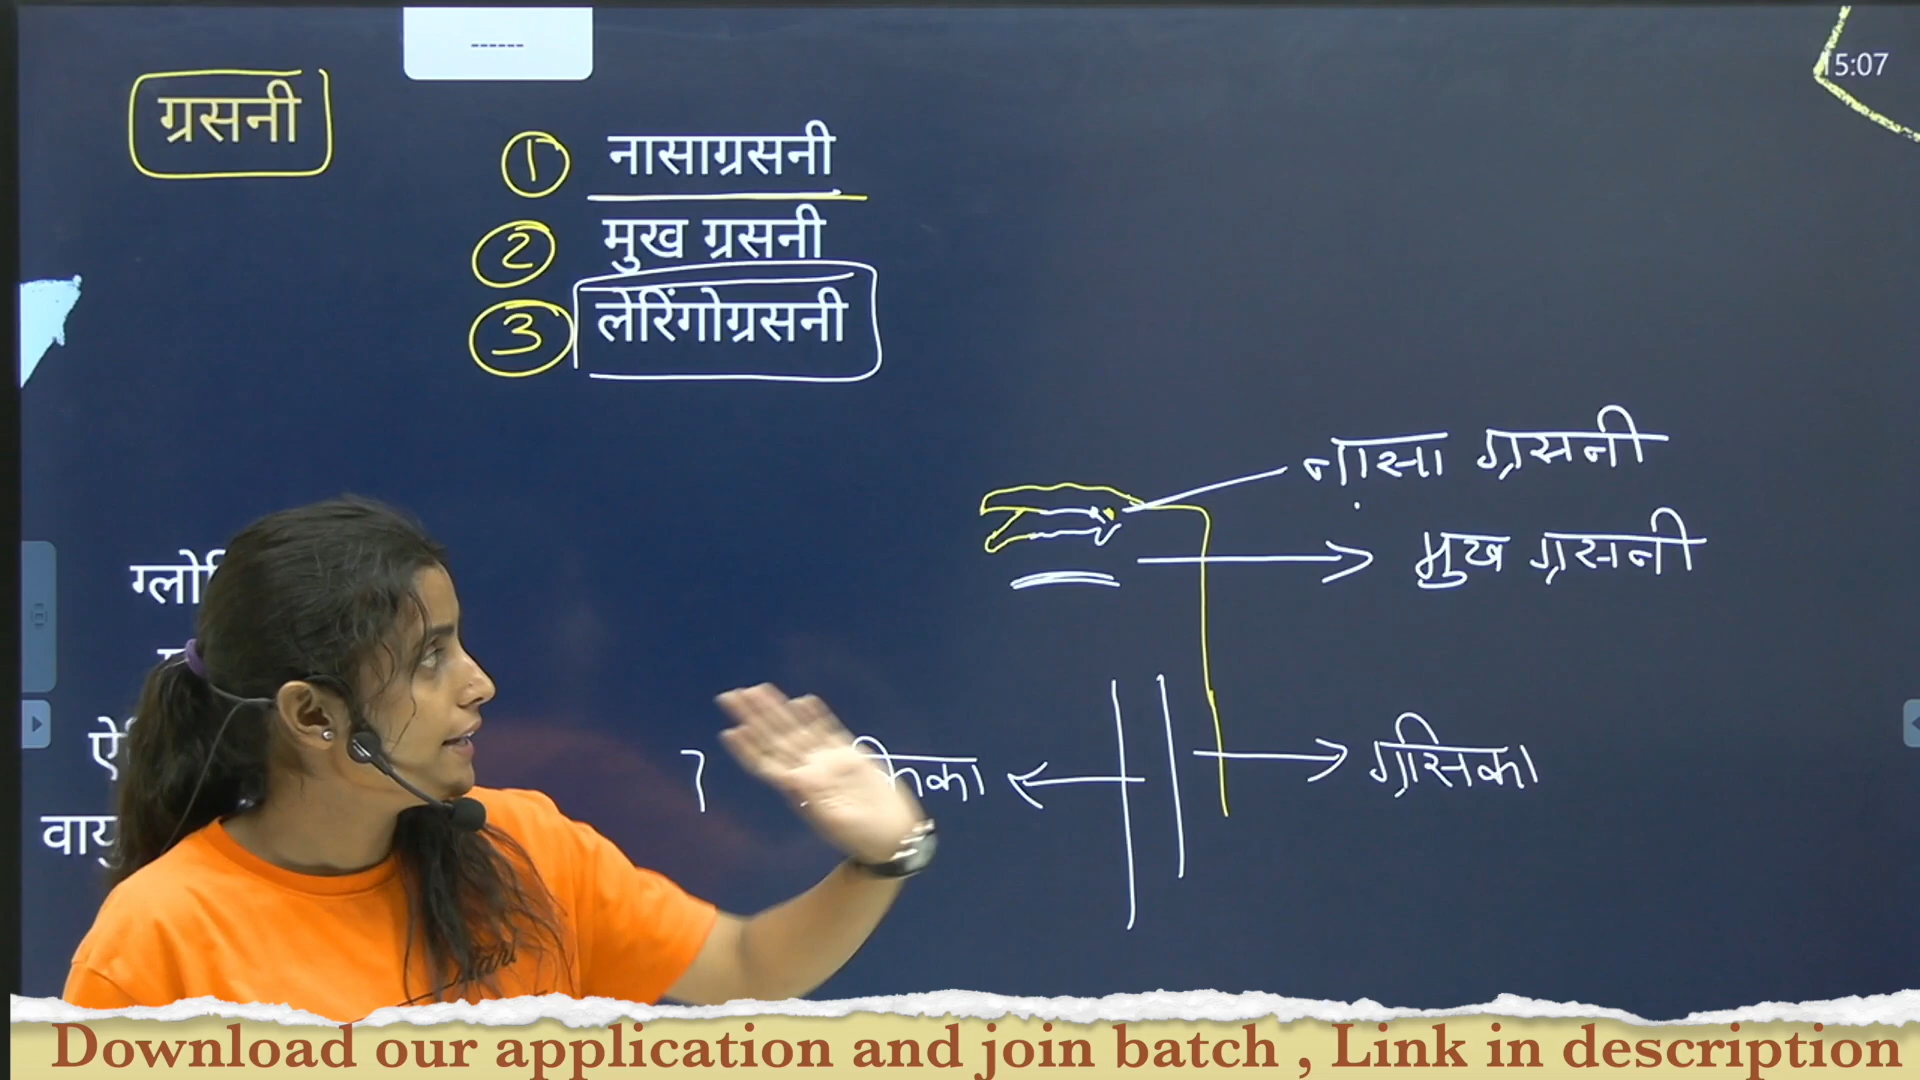 ------
15:07
ग्रसनी
① नासाग्रसनी
② मुख ग्रसनी
③ लेरिंगोग्रसनी
नासा ग्रसनी
मुख ग्रसनी
ग्रसिका
Download our application and join batch , Link in description